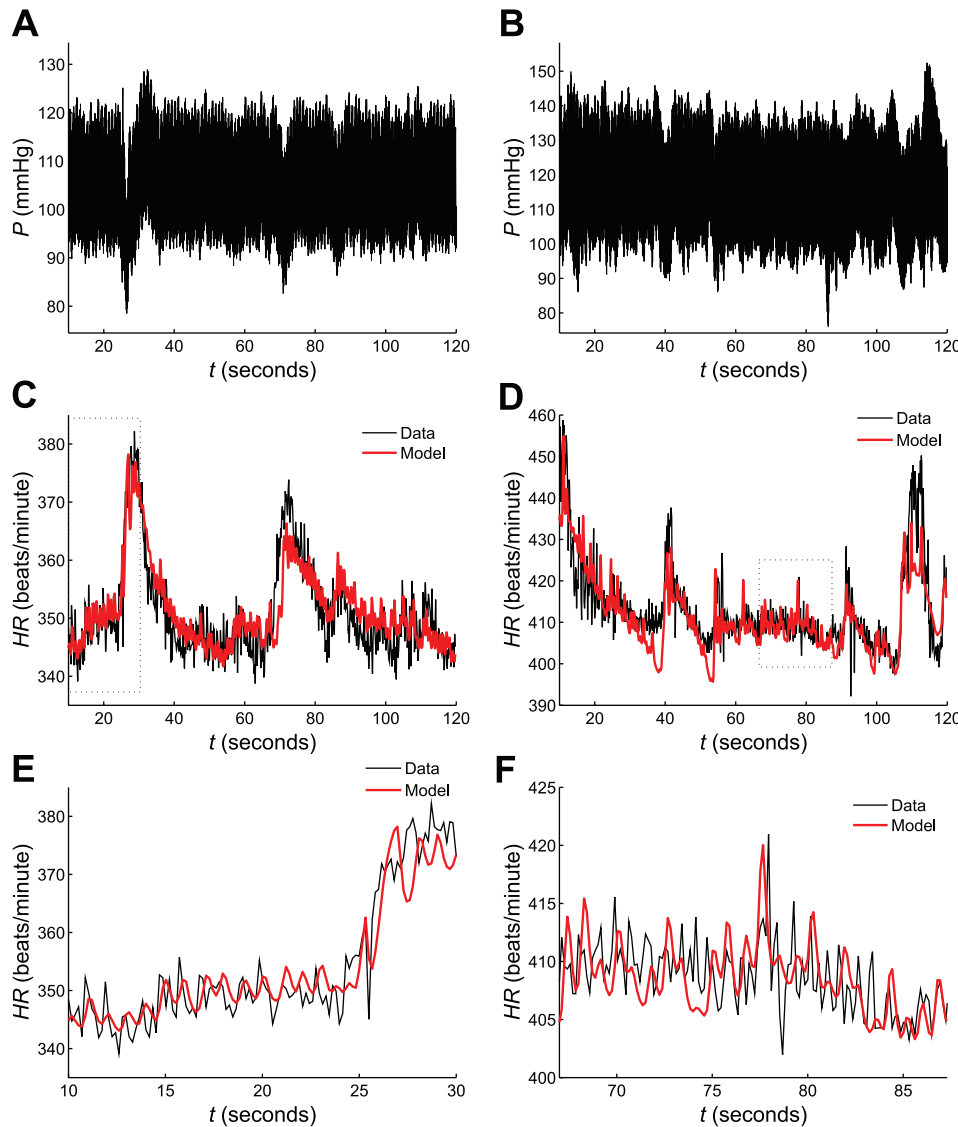 A
B
P (mmHg)
130
120
110
100
90
80
20 40 60 80 100 120
t (seconds)
P (mmHg)
150
140
130
120
110
100
90
80
20 40 60 80 100 120
t (seconds)
C
D
HR (beats/minute)
380
370
360
350
340
Data
Model
20 40 60 80 100 120
t (seconds)
HR (beats/minute)
460
450
440
430
420
410
400
390
Data
Model
20 40 60 80 100 120
t (seconds)
E
F
HR (beats/minute)
380
370
360
350
340
Data
Model
10 15 20 25 30
t (seconds)
HR (beats/minute)
425
420
415
410
405
400
Data
Model
70 75 80 85
t (seconds)